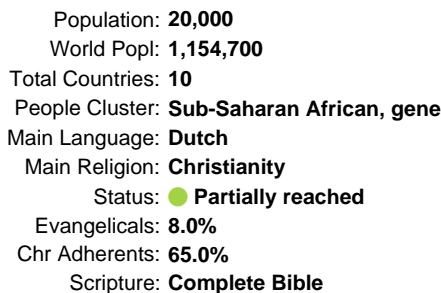 Population: 20,000
World Popl: 1,154,700
Total Countries: 10
People Cluster: Sub-Saharan African, gene
Main Language: Dutch
Main Religion: Christianity
Status: Partially reached
Evangelicals: 8.0%
Chr Adherents: 65.0%
Scripture: Complete Bible